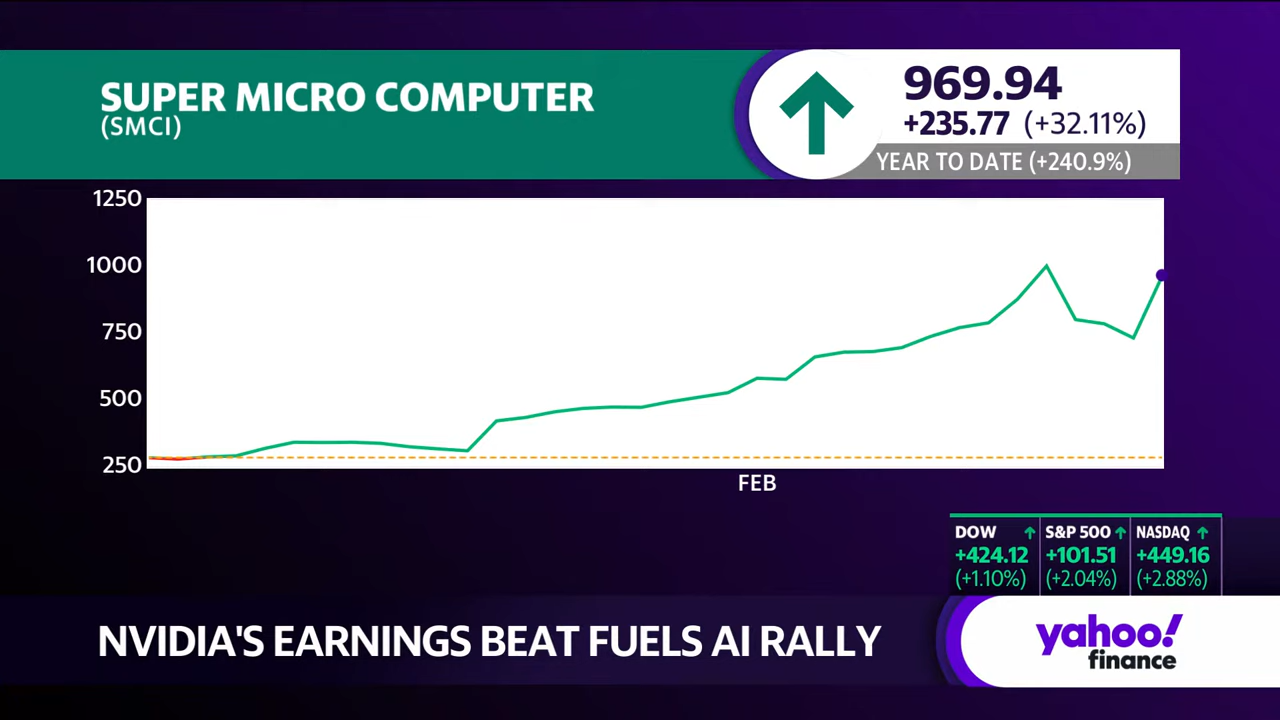 SUPER MICRO COMPUTER
(SMCI)
969.94
+235.77 (+32.11%)
YEAR TO DATE (+240.9%)
1250
1000
750
500
250
FEB
DOW S&P 500 NASDAQ
+424.12 +101.51 +449.16
(+1.10%) (+2.04%) (+2.88%)
NVIDIA'S EARNINGS BEAT FUELS AI RALLY
yahoo!
finance